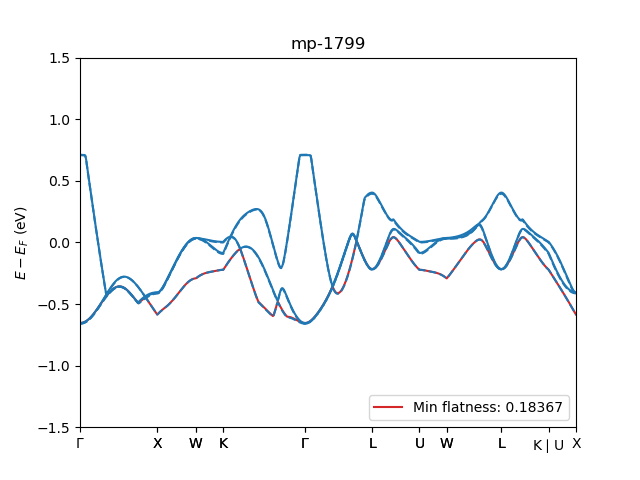 mp-1799
1.5
1.0
0.5
0.0
−0.5
−1.0
−1.5
E − E_F (eV)
Min flatness: 0.18367
Γ X W K Γ L U W L K | U X